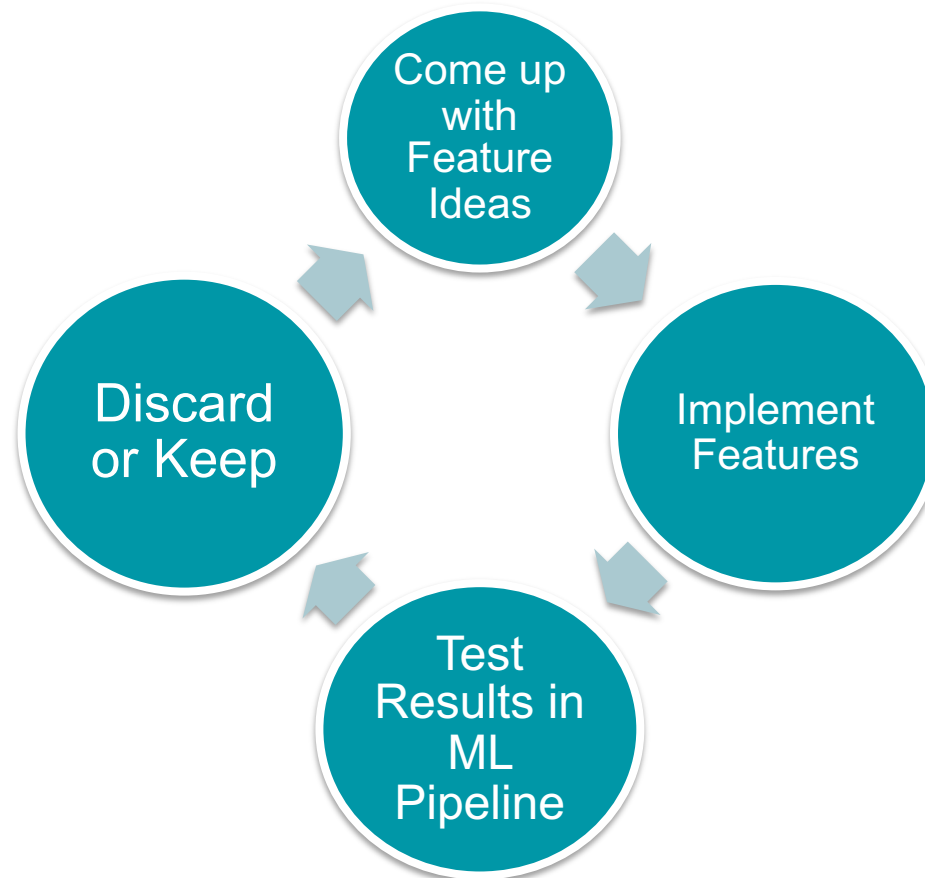 Come up
with
Feature
Ideas
Implement
Features
Test
Results in
ML
Pipeline
Discard
or Keep